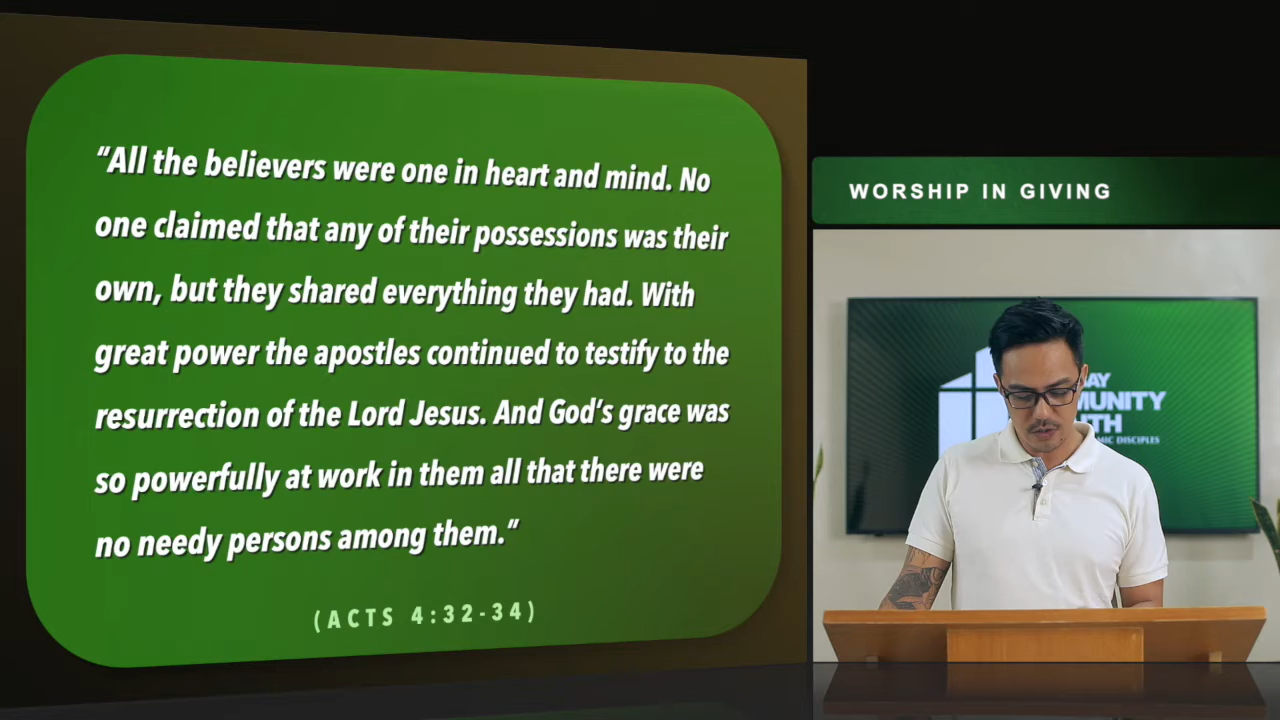 “All the believers were one in heart and mind. No
one claimed that any of their possessions was their
own, but they shared everything they had. With
great power the apostles continued to testify to the
resurrection of the Lord Jesus. And God’s grace was
so powerfully at work in them all that there were
no needy persons among them.”
(ACTS 4:32-34)
WORSHIP IN GIVING